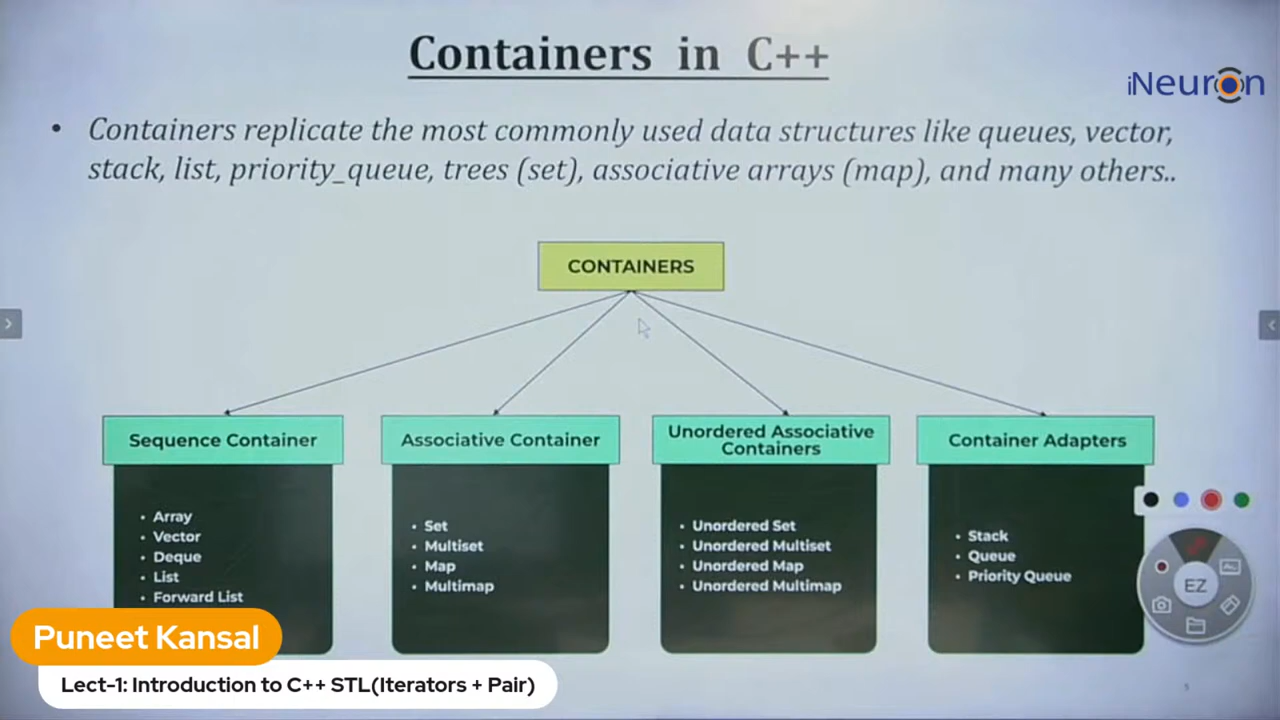 Containers in C++
iNeuron
• Containers replicate the most commonly used data structures like queues, vector,
stack, list, priority_queue, trees (set), associative arrays (map), and many others..
CONTAINERS
Sequence Container
• Array
• Vector
• Deque
• List
• Forward List
Associative Container
• Set
• Multiset
• Map
• Multimap
Unordered Associative
Containers
• Unordered Set
• Unordered Multiset
• Unordered Map
• Unordered Multimap
Container Adapters
• Stack
• Queue
• Priority Queue
EZ
Puneet Kansal
Lect-1: Introduction to C++ STL(Iterators + Pair)